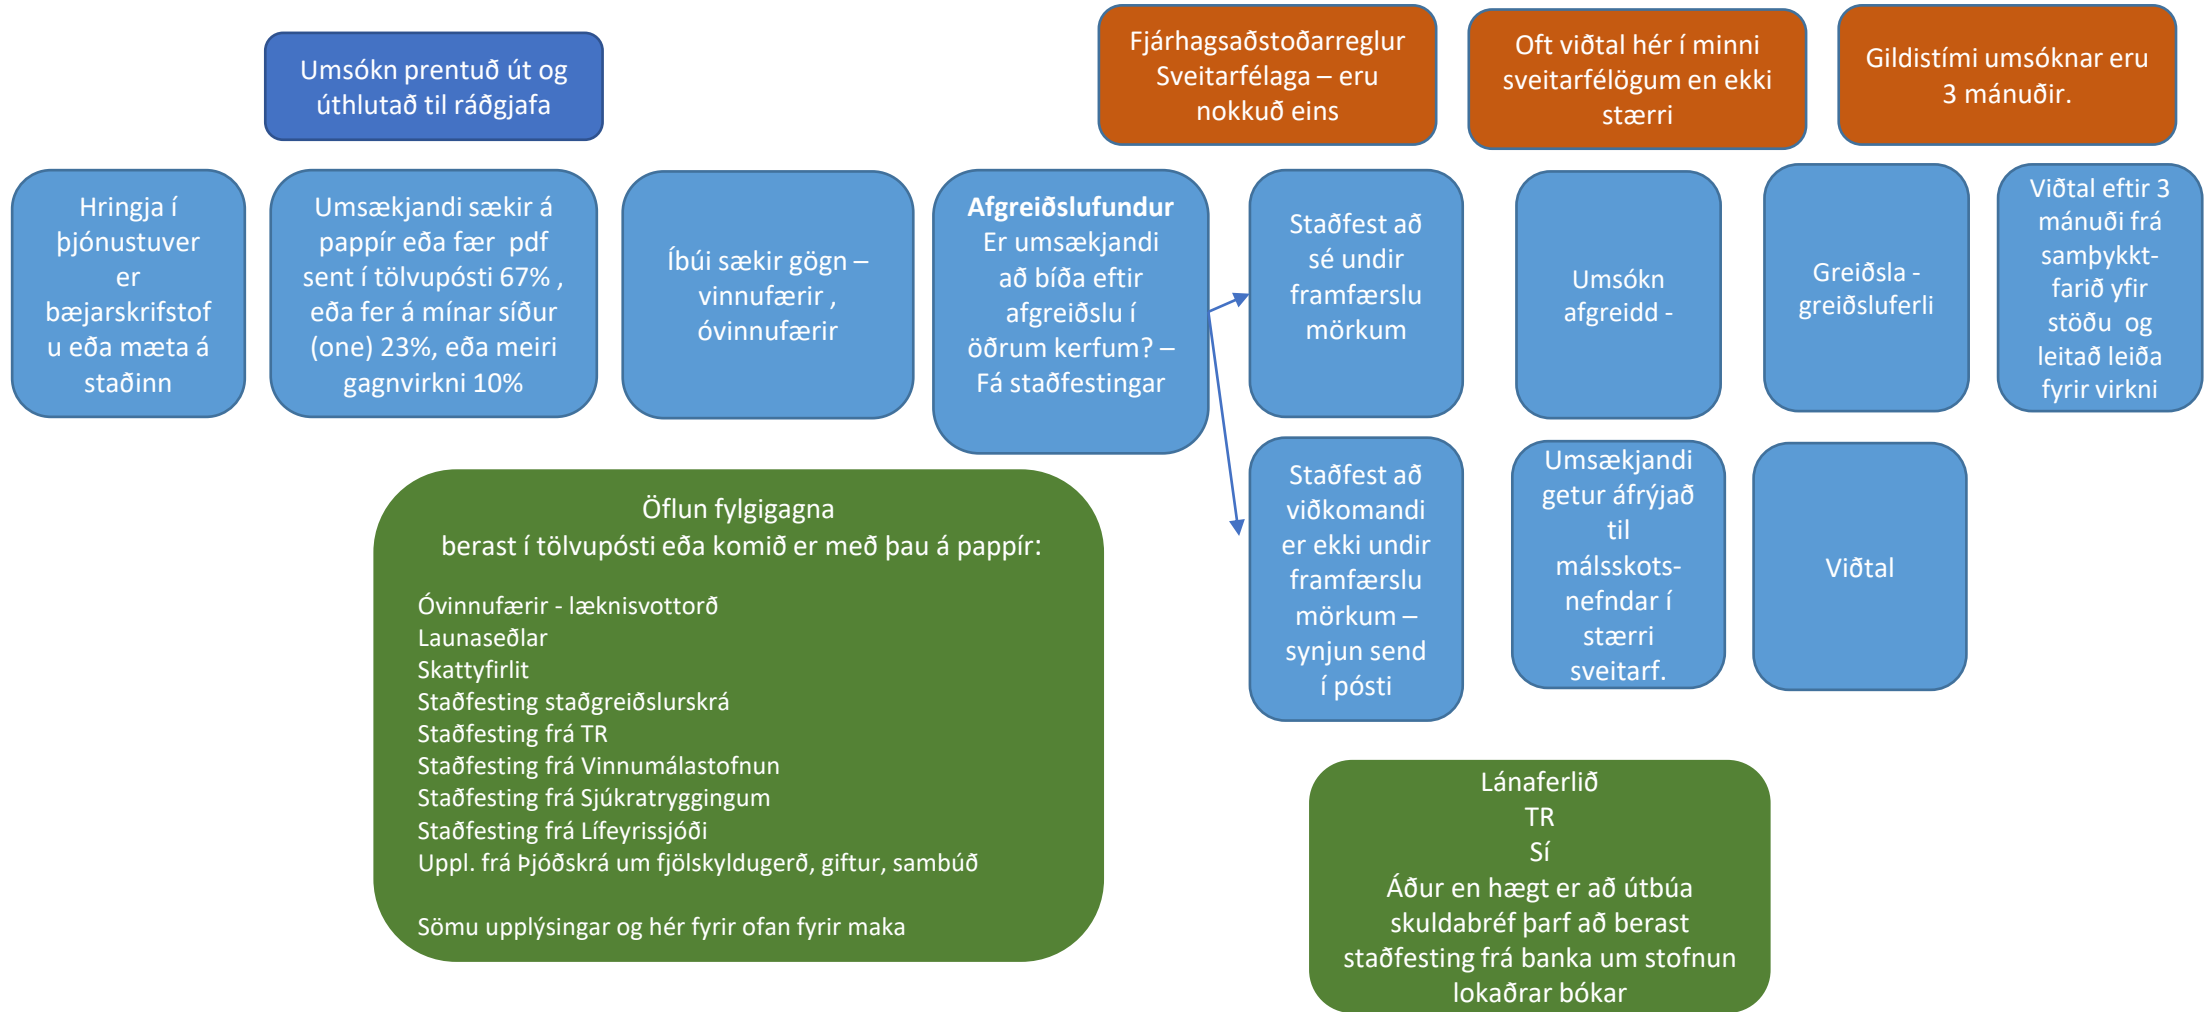 Umsókn prentuð út og
úthlutað til ráðgjafa
Fjárhagsaðstoðarreglur
Sveitarfélaga – eru
nokkuð eins
Oft viðtal hér í minni
sveitarfélögum en ekki
stærri
Gildistími umsóknar eru
3 mánuðir.
Hringja í
þjónustuver
er
bæjarskrifstof
u eða mæta á
staðinn
Umsækjandi sækir á
pappír eða fær  pdf
sent í tölvupósti 67% ,
eða fer á mínar síður
(one) 23%, eða meiri
gagnvirkni 10%
Íbúi sækir gögn –
vinnufærir ,
óvinnufærir
Afgreiðslufundur
Er umsækjandi
að bíða eftir
afgreiðslu í
öðrum kerfum? –
Fá staðfestingar
Staðfest að
sé undir
framfærslu
mörkum
Umsókn
afgreidd -
Greiðsla -
greiðsluferli
Viðtal eftir 3
mánuði frá
samþykkt-
farið yfir
stöðu  og
leitað leiða
fyrir virkni
Staðfest að
viðkomandi
er ekki undir
framfærslu
mörkum –
synjun send
í pósti
Umsækjandi
getur áfrýjað
til
málsskots-
nefndar í
stærri
sveitarf.
Viðtal
Öflun fylgigagna
berast í tölvupósti eða komið er með þau á pappír:
Óvinnufærir - læknisvottorð
Launaseðlar
Skattyfirlit
Staðfesting staðgreiðslurskrá
Staðfesting frá TR
Staðfesting frá Vinnumálastofnun
Staðfesting frá Sjúkratryggingum
Staðfesting frá Lífeyrissjóði
Uppl. frá Þjóðskrá um fjölskyldugerð, giftur, sambúð
Sömu upplýsingar og hér fyrir ofan fyrir maka
Lánaferlið
TR
Sí
Áður en hægt er að útbúa
skuldabréf þarf að berast
staðfesting frá banka um stofnun
lokaðrar bókar